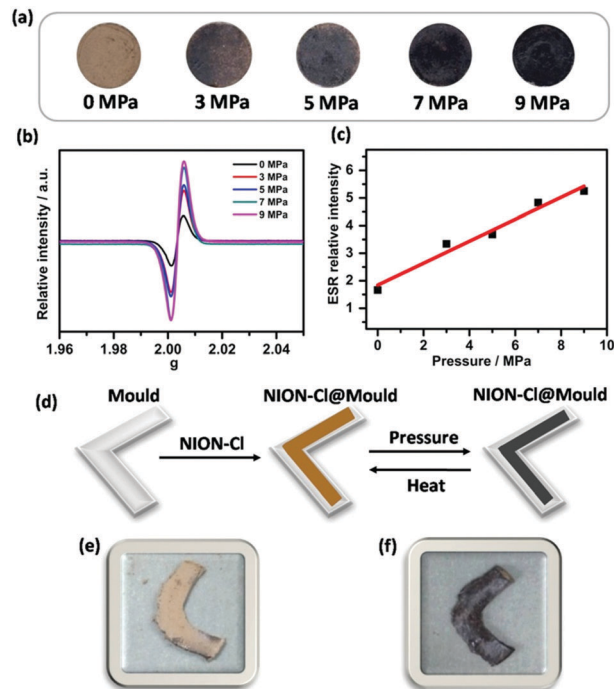 (a)
0 MPa 3 MPa 5 MPa 7 MPa 9 MPa
(b)
Relative intensity / a.u.
0 MPa
3 MPa
5 MPa
7 MPa
9 MPa
1.96 1.98 2.00 2.02 2.04
g
(c)
ESR relative intensity
6
5
4
3
2
1
0 2 4 6 8 10
Pressure / MPa
(d)
Mould NION-Cl@Mould NION-Cl@Mould
NION-Cl Pressure
Heat
(e) (f)